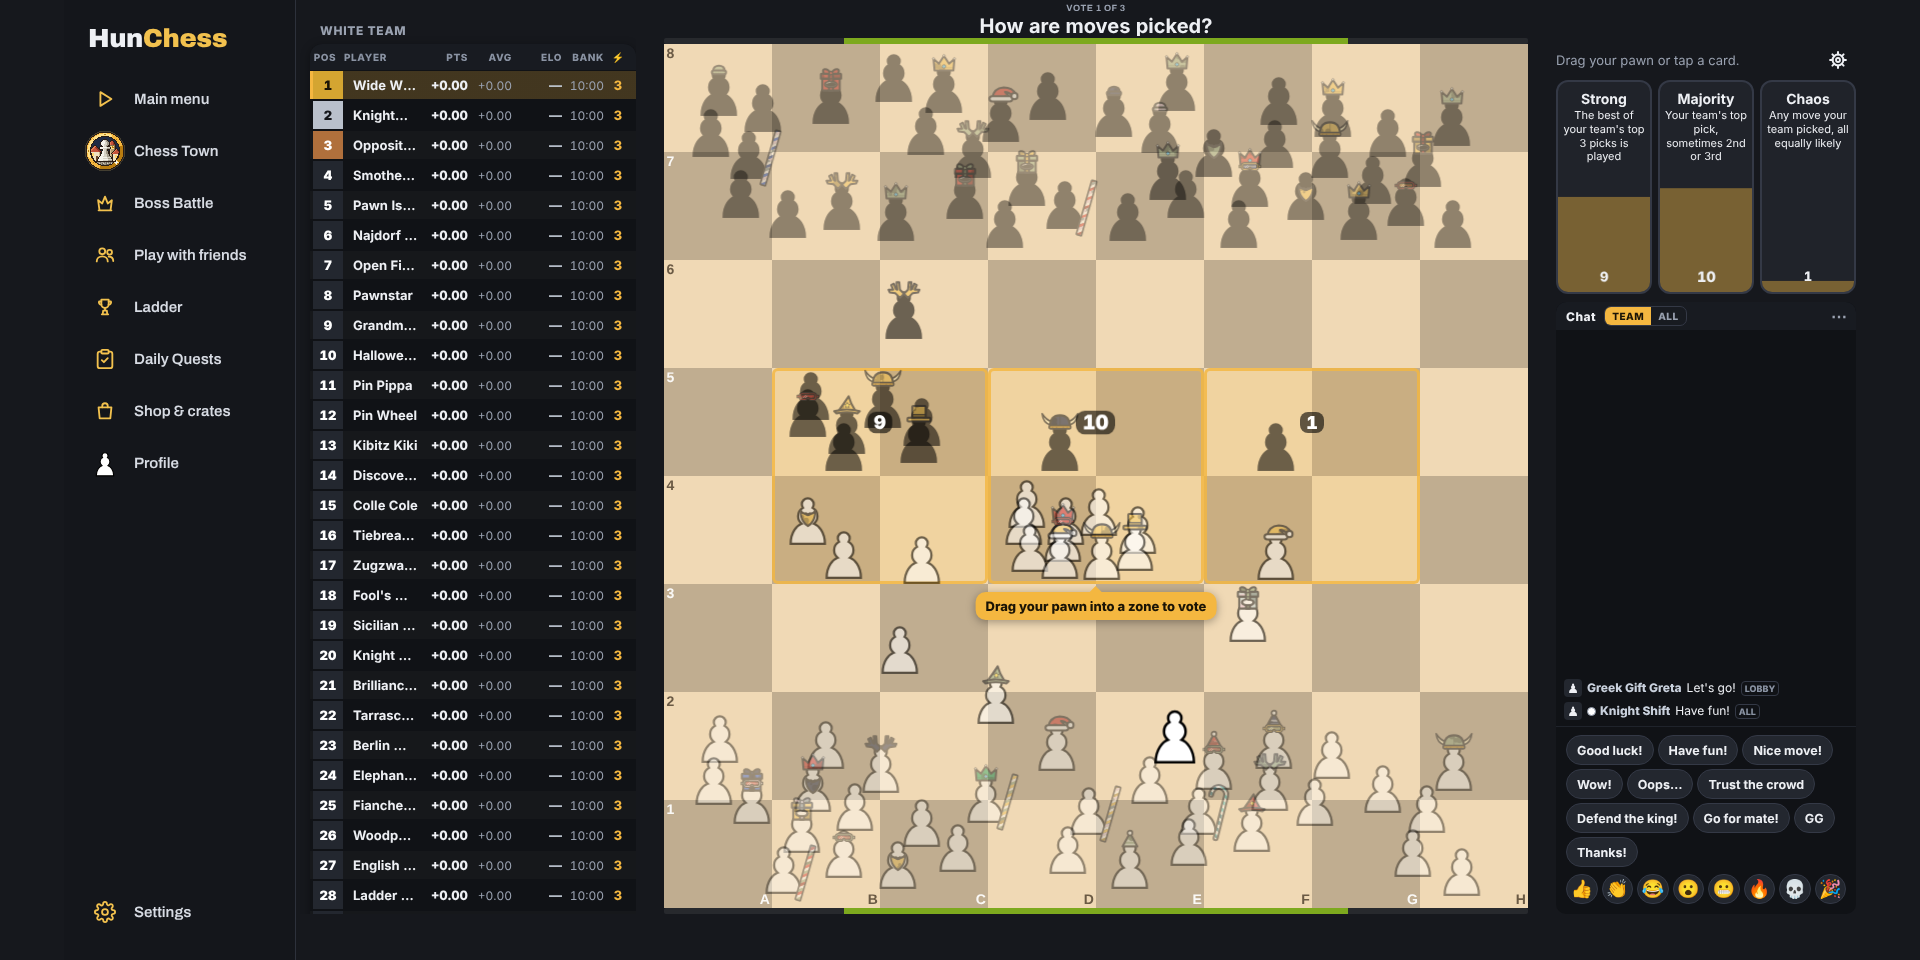 HunChess
Main menu
Chess Town
Boss Battle
Play with friends
Ladder
Daily Quests
Shop & crates
Profile
Settings
WHITE TEAM
POS PLAYER PTS AVG ELO BANK ⚡
1 Wide W... +0.00 +0.00 — 10:00 3
2 Knight... +0.00 +0.00 — 10:00 3
3 Opposit... +0.00 +0.00 — 10:00 3
4 Smothe... +0.00 +0.00 — 10:00 3
5 Pawn Is... +0.00 +0.00 — 10:00 3
6 Najdorf ... +0.00 +0.00 — 10:00 3
7 Open Fi... +0.00 +0.00 — 10:00 3
8 Pawnstar +0.00 +0.00 — 10:00 3
9 Grandm... +0.00 +0.00 — 10:00 3
10 Hallowe... +0.00 +0.00 — 10:00 3
11 Pin Pippa +0.00 +0.00 — 10:00 3
12 Pin Wheel +0.00 +0.00 — 10:00 3
13 Kibitz Kiki +0.00 +0.00 — 10:00 3
14 Discove... +0.00 +0.00 — 10:00 3
15 Colle Cole +0.00 +0.00 — 10:00 3
16 Tiebrea... +0.00 +0.00 — 10:00 3
17 Zugzwa... +0.00 +0.00 — 10:00 3
18 Fool's ... +0.00 +0.00 — 10:00 3
19 Sicilian ... +0.00 +0.00 — 10:00 3
20 Knight ... +0.00 +0.00 — 10:00 3
21 Brillianc... +0.00 +0.00 — 10:00 3
22 Tarrasc... +0.00 +0.00 — 10:00 3
23 Berlin ... +0.00 +0.00 — 10:00 3
24 Elephan... +0.00 +0.00 — 10:00 3
25 Fianche... +0.00 +0.00 — 10:00 3
26 Woodp... +0.00 +0.00 — 10:00 3
27 English ... +0.00 +0.00 — 10:00 3
28 Ladder ... +0.00 +0.00 — 10:00 3
VOTE 1 OF 3
How are moves picked?
8
7
6
5
9 10 1
4
Drag your pawn into a zone to vote
3
2
1
A B C D E F G H
Drag your pawn or tap a card.
Strong
The best of
your team's top
3 picks is
played
9
Majority
Your team's top
pick,
sometimes 2nd
or 3rd
10
Chaos
Any move your
team picked, all
equally likely
1
Chat TEAM ALL ...
Greek Gift Greta Let's go! LOBBY
Knight Shift Have fun! ALL
Good luck! Have fun! Nice move!
Wow! Oops... Trust the crowd
Defend the king! Go for mate! GG
Thanks!